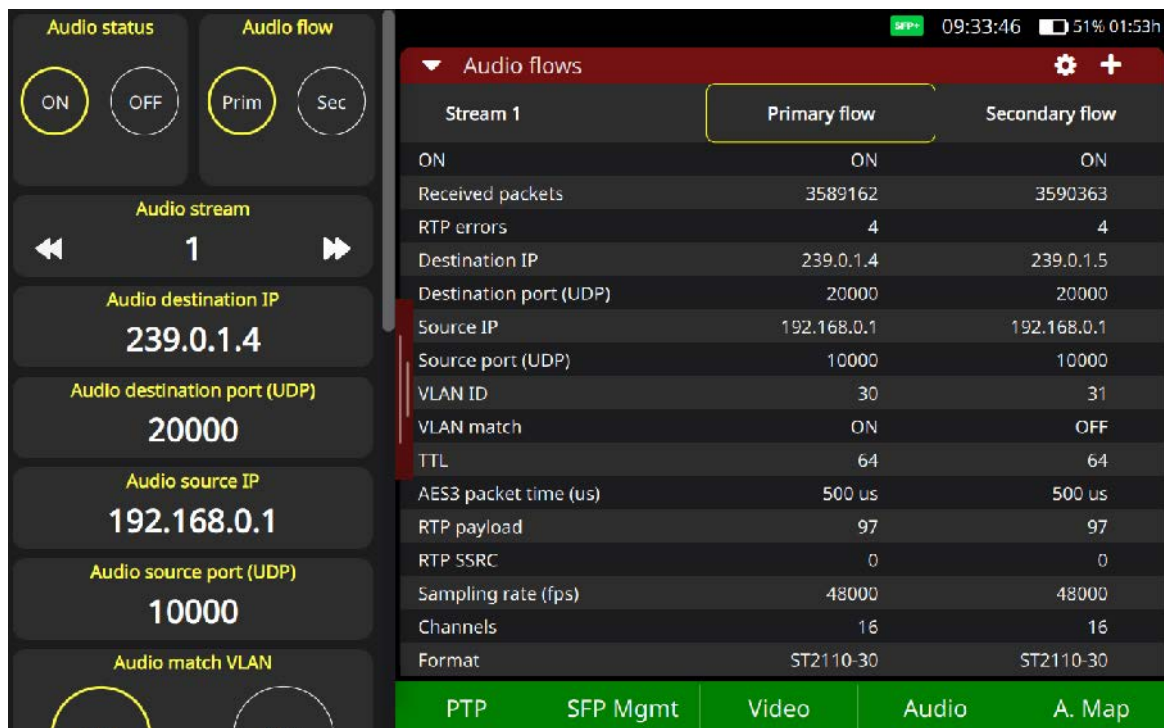 Audio status Audio flow
ON OFF Prim Sec
Audio stream
1
Audio destination IP
239.0.1.4
Audio destination port (UDP)
20000
Audio source IP
192.168.0.1
Audio source port (UDP)
10000
Audio match VLAN
SFP+ 09:33:46 51% 01:53h
Audio flows
Stream 1 Primary flow Secondary flow
ON ON ON
Received packets 3589162 3590363
RTP errors 4 4
Destination IP 239.0.1.4 239.0.1.5
Destination port (UDP) 20000 20000
Source IP 192.168.0.1 192.168.0.1
Source port (UDP) 10000 10000
VLAN ID 30 31
VLAN match ON OFF
TTL 64 64
AES3 packet time (us) 500 us 500 us
RTP payload 97 97
RTP SSRC 0 0
Sampling rate (fps) 48000 48000
Channels 16 16
Format ST2110-30 ST2110-30
PTP SFP Mgmt Video Audio A. Map